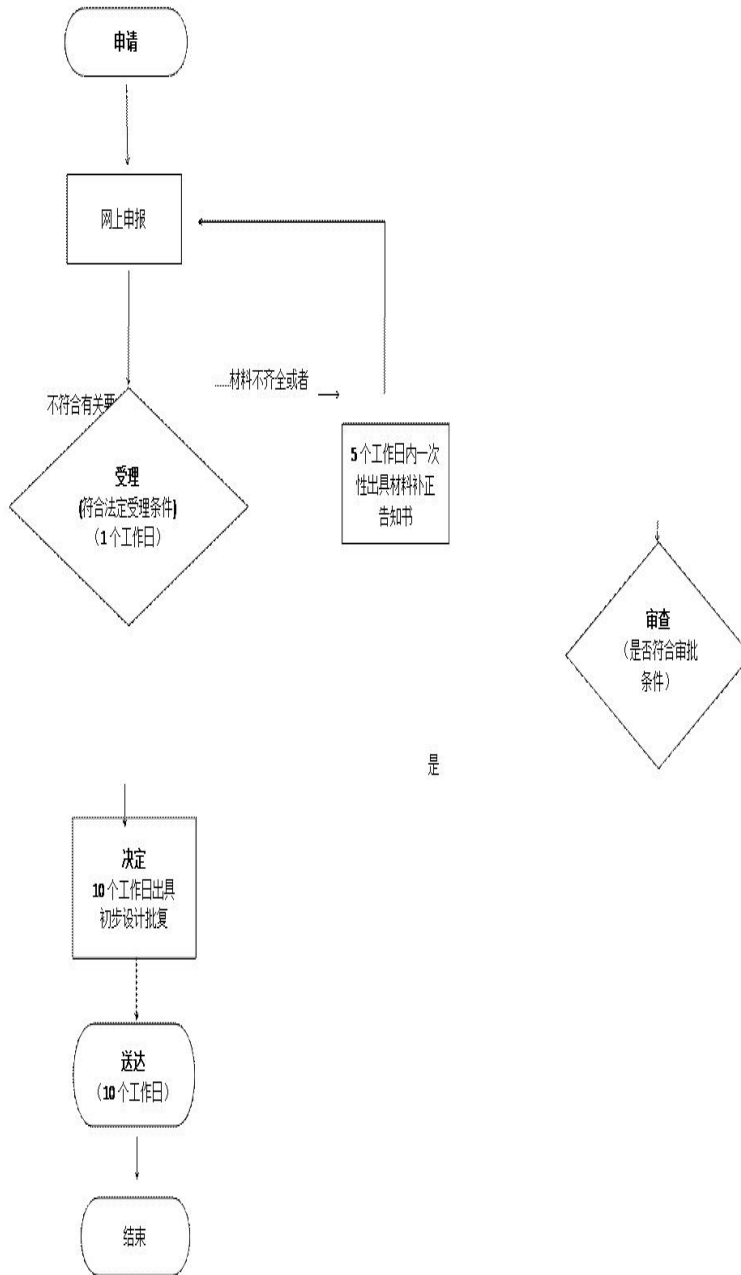 申请
网上申报
......材料不齐全或者
不符合有关要
受理
(符合法定受理条件)
（1 个工作日）
5 个工作日内一次
性出具材料补正
告知书
审查
（是否符合审批
条件）
是
决定
10 个工作日出具
初步设计批复
送达
（10 个工作日）
结束